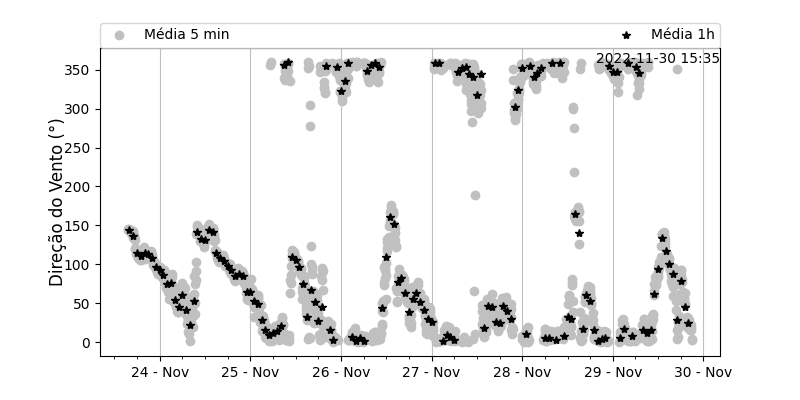 Média 5 min
Média 1h
2022-11-30 15:35
Direção do Vento (°)
350
300
250
200
150
100
50
0
24 - Nov
25 - Nov
26 - Nov
27 - Nov
28 - Nov
29 - Nov
30 - Nov